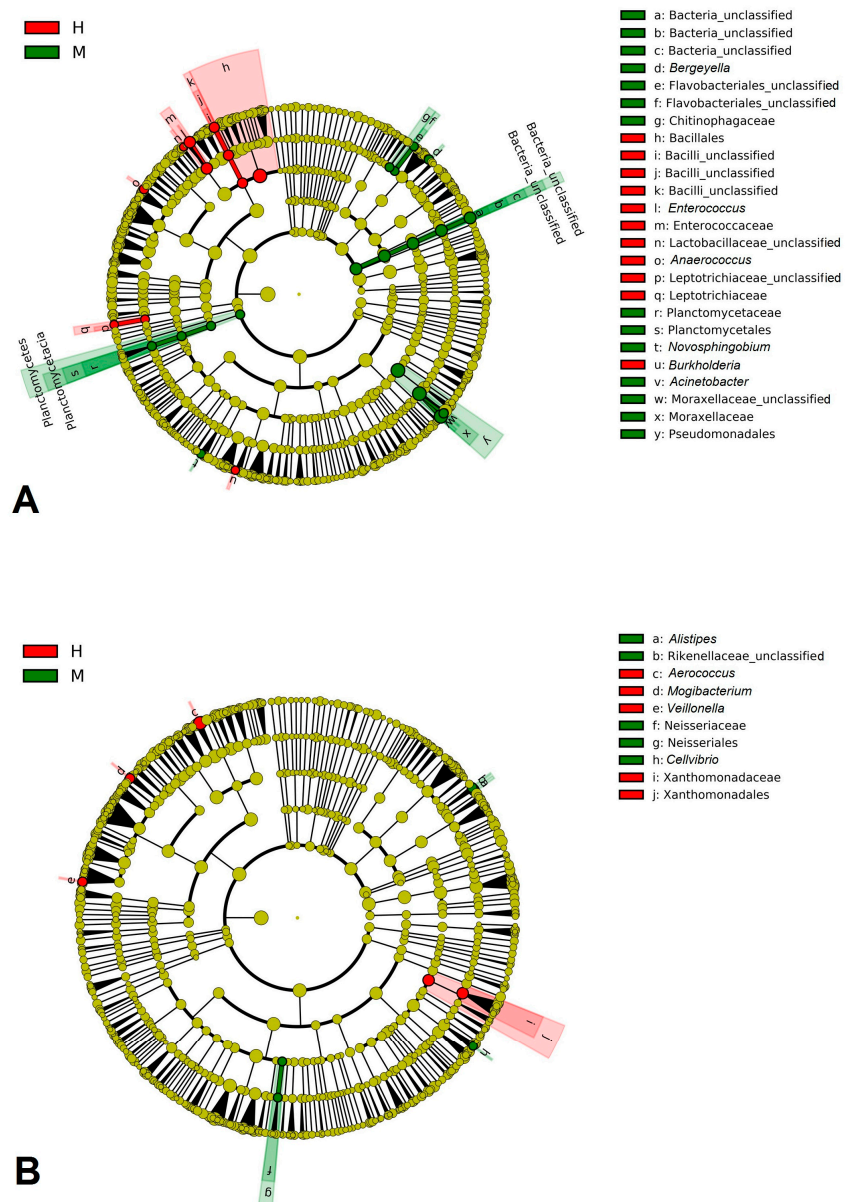 H
M
a: Bacteria_unclassified
b: Bacteria_unclassified
c: Bacteria_unclassified
d: Bergeyella
e: Flavobacteriales_unclassified
f: Flavobacteriales_unclassified
g: Chitinophagaceae
h: Bacillales
i: Bacilli_unclassified
j: Bacilli_unclassified
k: Bacilli_unclassified
l: Enterococcus
m: Enterococcaceae
n: Lactobacillaceae_unclassified
o: Anaerococcus
p: Leptotrichiaceae_unclassified
q: Leptotrichiaceae
r: Planctomycetaceae
s: Planctomycetales
t: Novosphingobium
u: Burkholderia
v: Acinetobacter
w: Moraxellaceae_unclassified
x: Moraxellaceae
y: Pseudomonadales
h
k
j
i
m
l
n
o
g
f
e
d
Bacteria_unclassified
Bacteria_unclassified
c
b
a
q
p
Planctomycetes
Planctomycetacia
s
r
w
x
y
t
u
A
H
M
a: Alistipes
b: Rikenellaceae_unclassified
c: Aerococcus
d: Mogibacterium
e: Veillonella
f: Neisseriaceae
g: Neisseriales
h: Cellvibrio
i: Xanthomonadaceae
j: Xanthomonadales
c
d
e
b
a
i
j
h
f
g
B